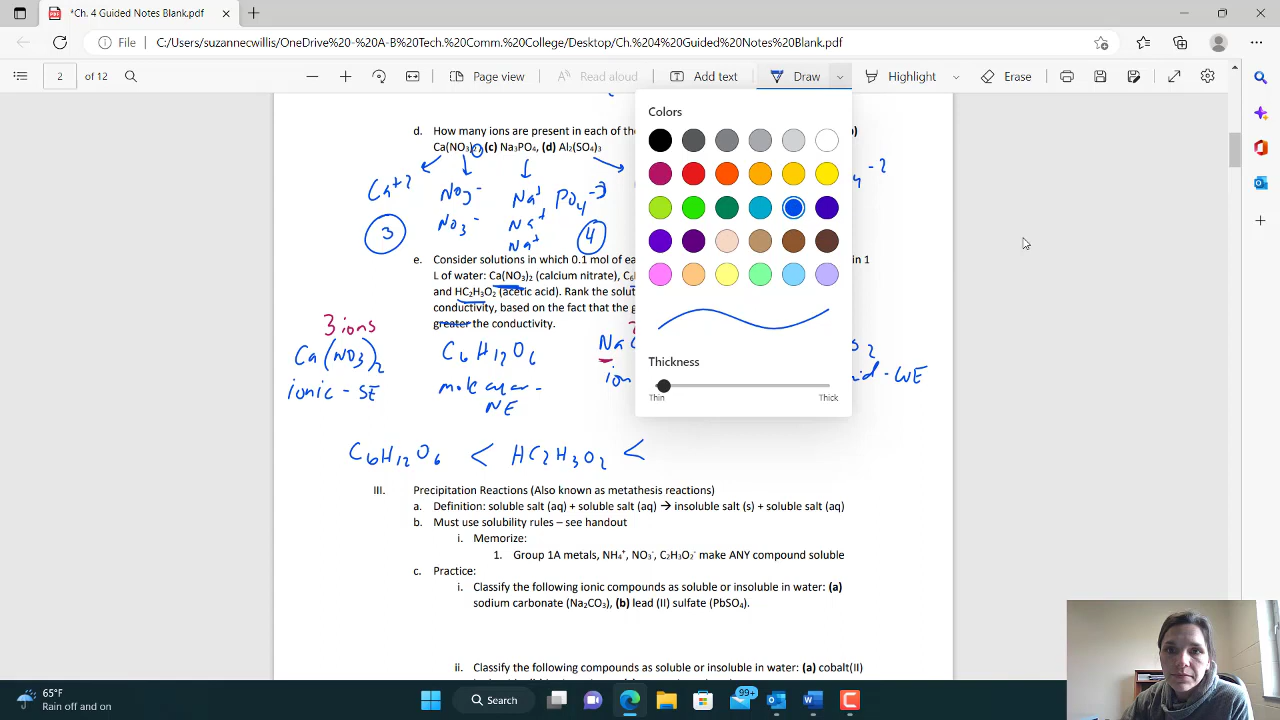 *Ch. 4 Guided Notes Blank.pdf
File C:/Users/suzannecwillis/OneDrive%20-%20A-B%20Tech.%20Comm.%20College/Desktop/Ch.%204%20Guided%20Notes%20Blank.pdf
2 of 12 Page view Read aloud Add text Draw Highlight Erase
Colors
Thickness
Thin Thick
d. How many ions are present in each of the
Ca(NO₃)₂, (c) Na₃PO₄, (d) Al₂(SO₄)₃
Ca+2 NO3- Na+ PO4-3 4 -2
NO3- Na+
Na+
3 4
e. Consider solutions in which 0.1 mol of ea in 1
L of water: Ca(NO₃)₂ (calcium nitrate), C₆
and HC₂H₃O₂ (acetic acid). Rank the solut
conductivity, based on the fact that the g
greater the conductivity.
3 ions
Ca(NO3)2 C6H12O6 Na
ionic - SE molecular - NE ion - WE
C6H12O6 < HC2H3O2 <
III. Precipitation Reactions (Also known as metathesis reactions)
a. Definition: soluble salt (aq) + soluble salt (aq) → insoluble salt (s) + soluble salt (aq)
b. Must use solubility rules – see handout
i. Memorize:
1. Group 1A metals, NH₄⁺, NO₃⁻, C₂H₃O₂⁻ make ANY compound soluble
c. Practice:
i. Classify the following ionic compounds as soluble or insoluble in water: (a)
sodium carbonate (Na₂CO₃), (b) lead (II) sulfate (PbSO₄).
ii. Classify the following compounds as soluble or insoluble in water: (a) cobalt(II)
65°F
Rain off and on
Search
99+